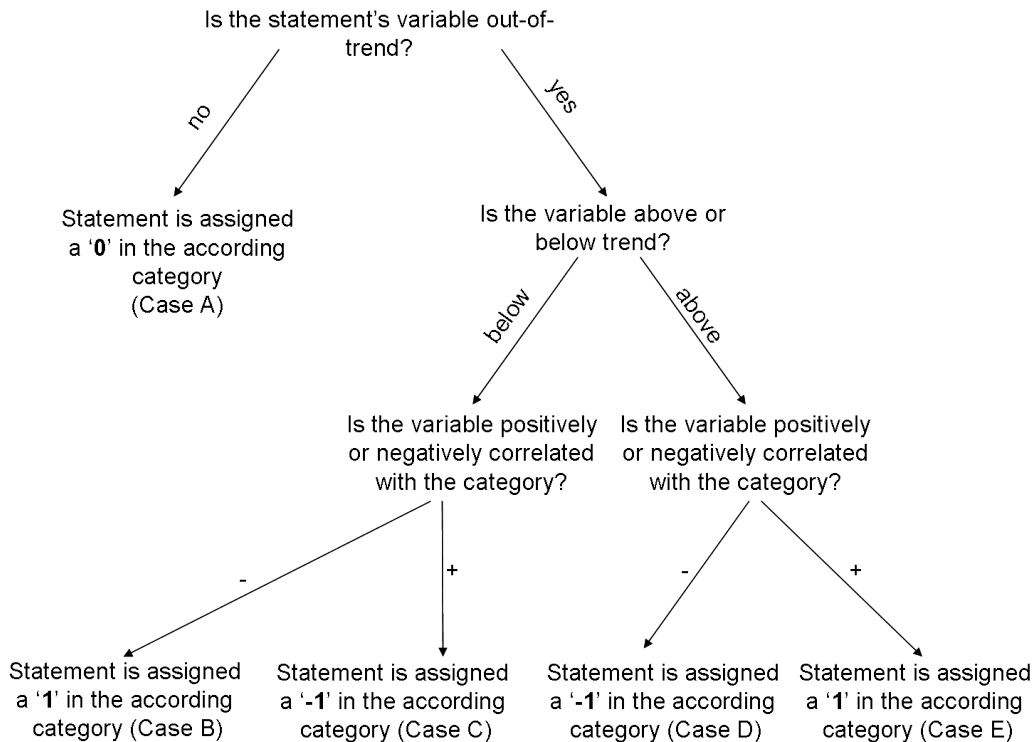 Is the statement's variable out-of-
trend?
no
yes
Statement is assigned
a ‘0’ in the according
category
(Case A)
Is the variable above or
below trend?
below
above
Is the variable positively
or negatively correlated
with the category?
Is the variable positively
or negatively correlated
with the category?
-
+
-
+
Statement is assigned
a ‘1’ in the according
category (Case B)
Statement is assigned
a ‘-1’ in the according
category (Case C)
Statement is assigned
a ‘-1’ in the according
category (Case D)
Statement is assigned
a ‘1’ in the according
category (Case E)